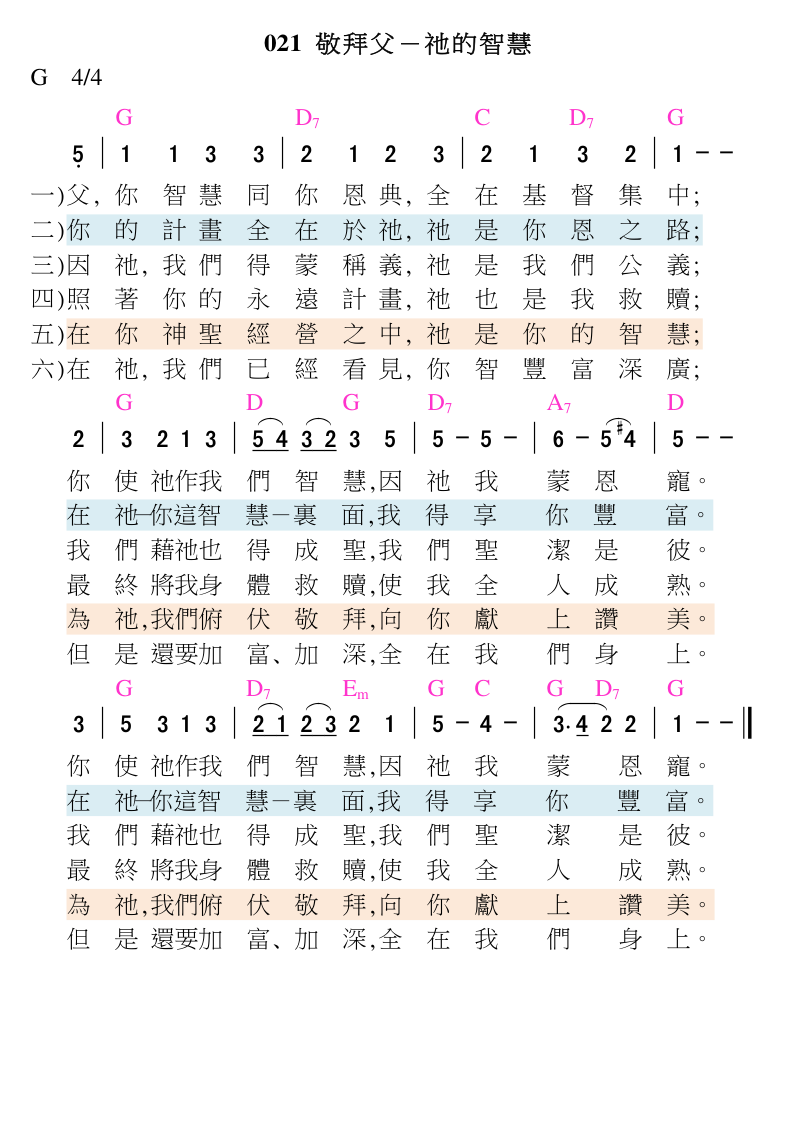 021 敬拜父－祂的智慧
G 4/4
G D7 C D7 G
5̣ | 1 1 3 3 | 2 1 2 3 | 2 1 3 2 | 1 - -
一)父, 你 智 慧 同 你 恩 典, 全 在 基 督 集 中;
二)你 的 計 畫 全 在 於 祂, 祂 是 你 恩 之 路;
三)因 祂, 我 們 得 蒙 稱 義, 祂 是 我 們 公 義;
四)照 著 你 的 永 遠 計 畫, 祂 也 是 我 救 贖;
五)在 你 神 聖 經 營 之 中, 祂 是 你 的 智 慧;
六)在 祂, 我 們 已 經 看 見, 你 智 豐 富 深 廣;
G D G D7 A7 D
2 | 3 2 1 3 | 5 4 3 2 3 5 | 5 - 5 - | 6 - 5 #4 | 5 - -
你 使 祂作我 們 智 慧,因 祂 我 蒙 恩 寵。
在 祂─你這智 慧－裏 面,我 得 享 你 豐 富。
我 們 藉祂也 得 成 聖,我 們 聖 潔 是 彼。
最 終 將我身 體 救 贖,使 我 全 人 成 熟。
為 祂,我們俯 伏 敬 拜,向 你 獻 上 讚 美。
但 是 還要加 富、加 深,全 在 我 們 身 上。
G D7 Em G C G D7 G
3 | 5 3 1 3 | 2 1 2 3 2 1 | 5 - 4 - | 3· 4 2 2 | 1 - - ‖
你 使 祂作我 們 智 慧,因 祂 我 蒙 恩 寵。
在 祂─你這智 慧－裏 面,我 得 享 你 豐 富。
我 們 藉祂也 得 成 聖,我 們 聖 潔 是 彼。
最 終 將我身 體 救 贖,使 我 全 人 成 熟。
為 祂,我們俯 伏 敬 拜,向 你 獻 上 讚 美。
但 是 還要加 富、加 深,全 在 我 們 身 上。